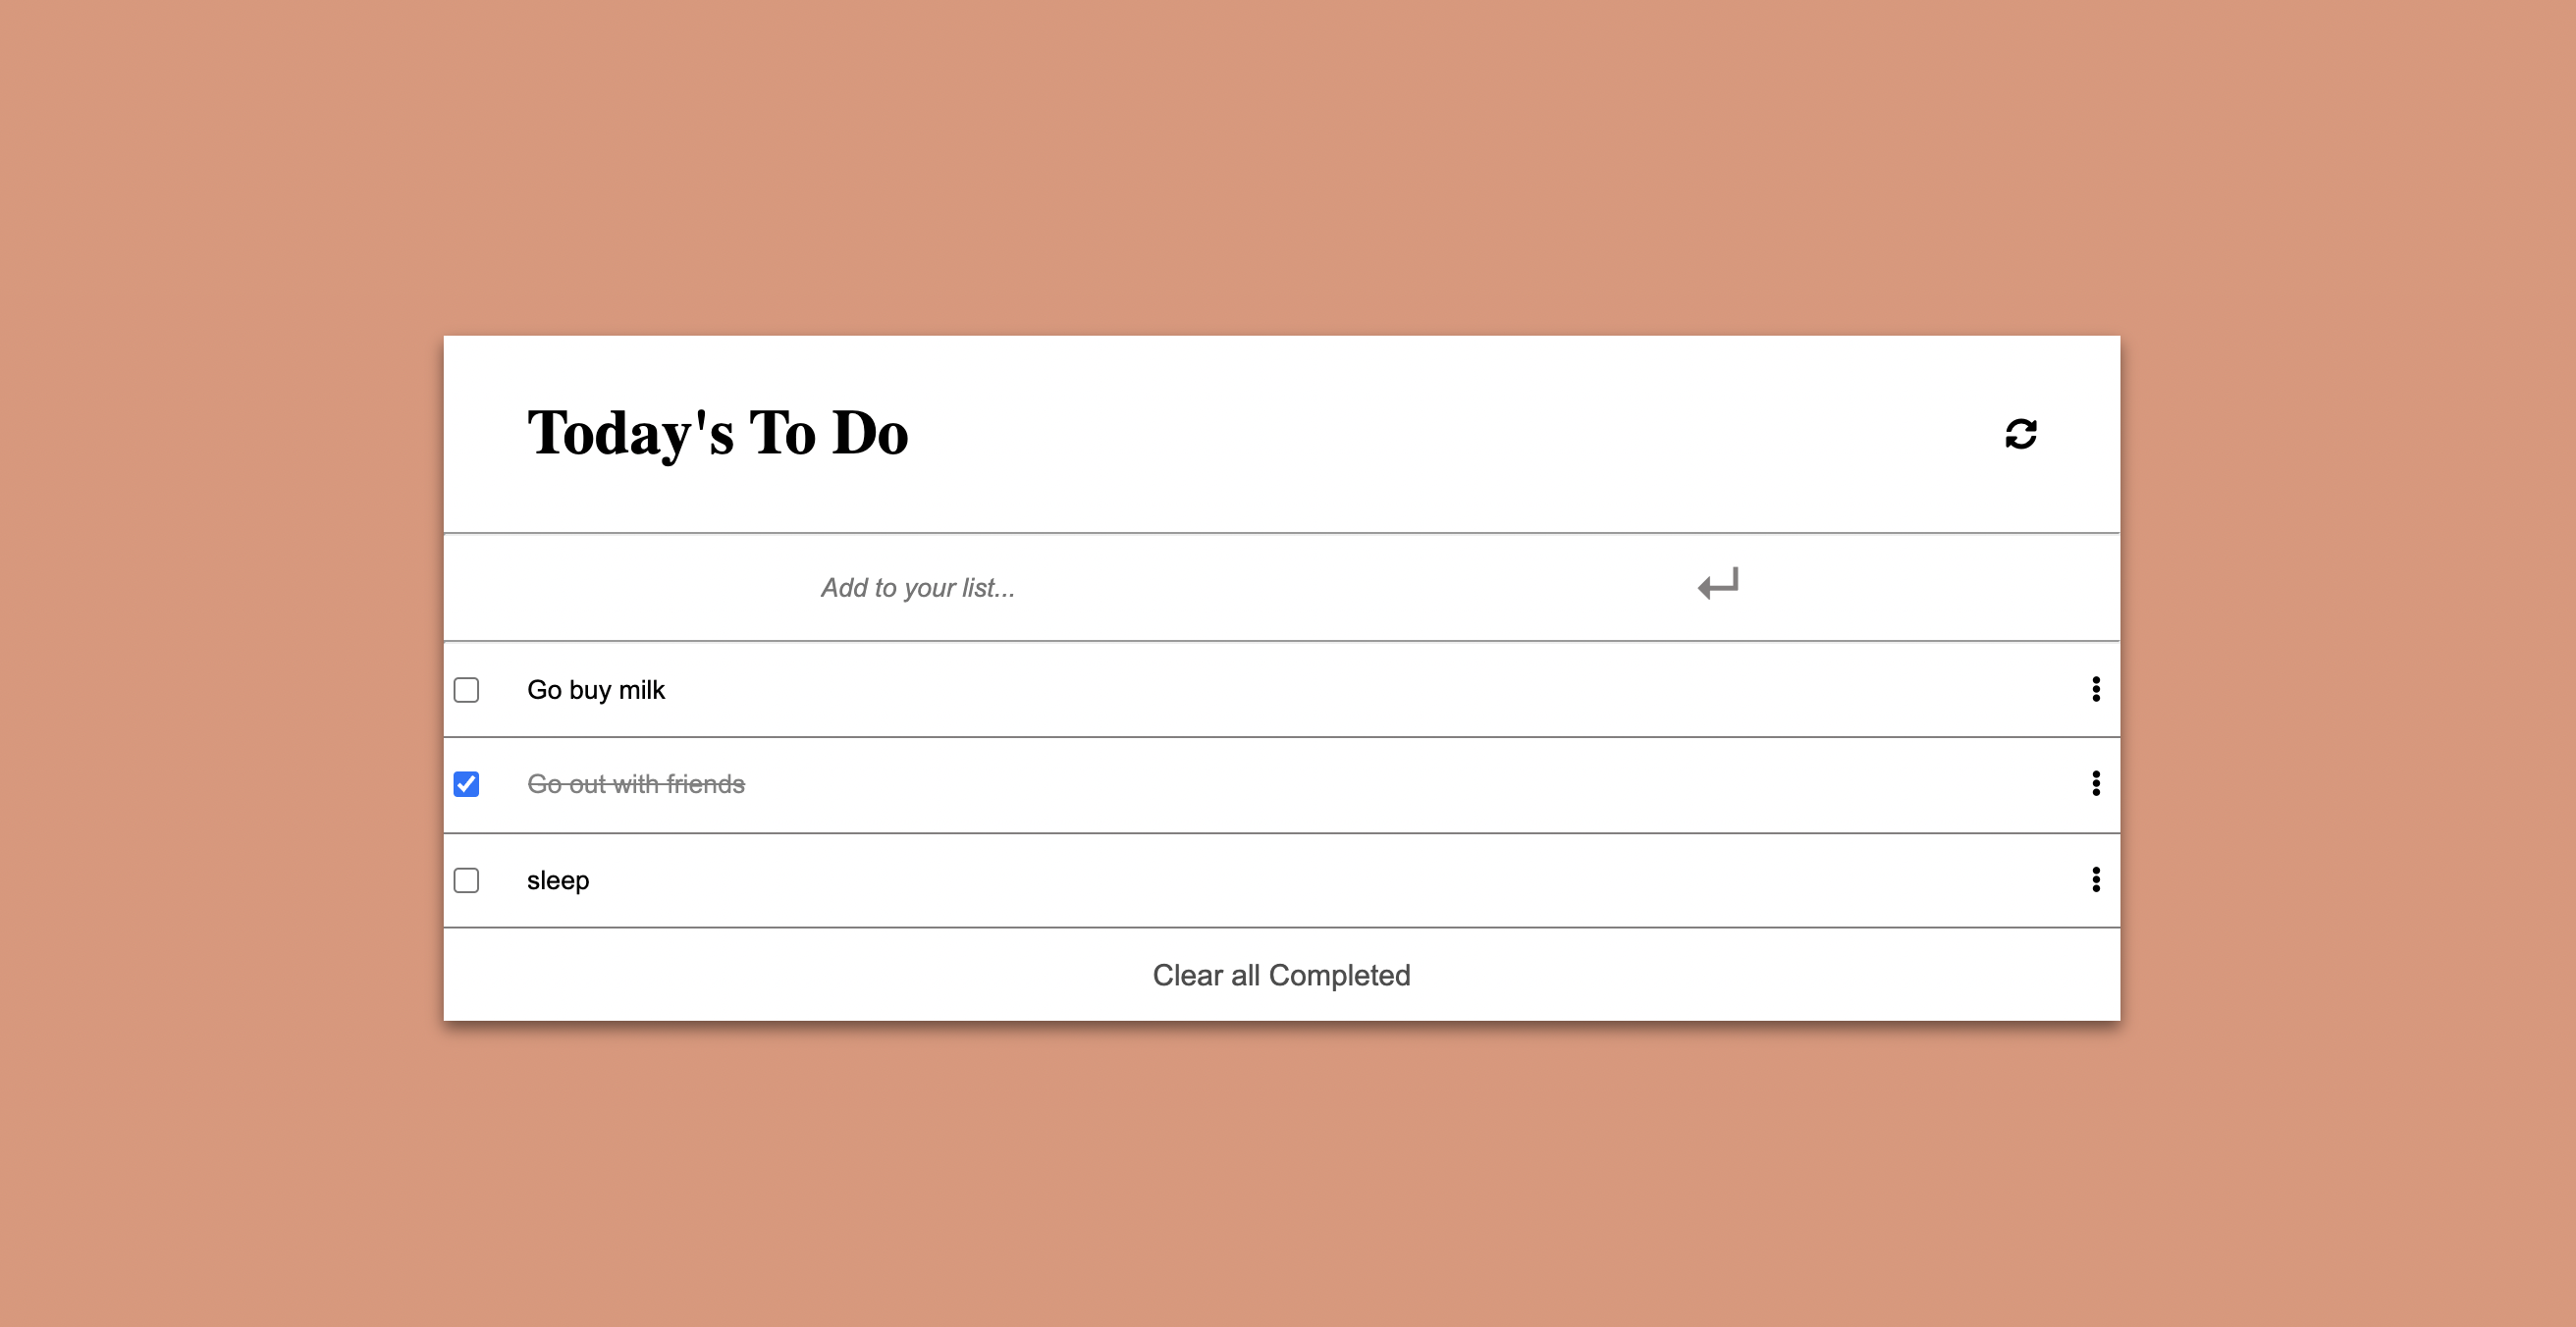 Today's To Do
Add to your list...
Go buy milk
Go out with friends
sleep
Clear all Completed